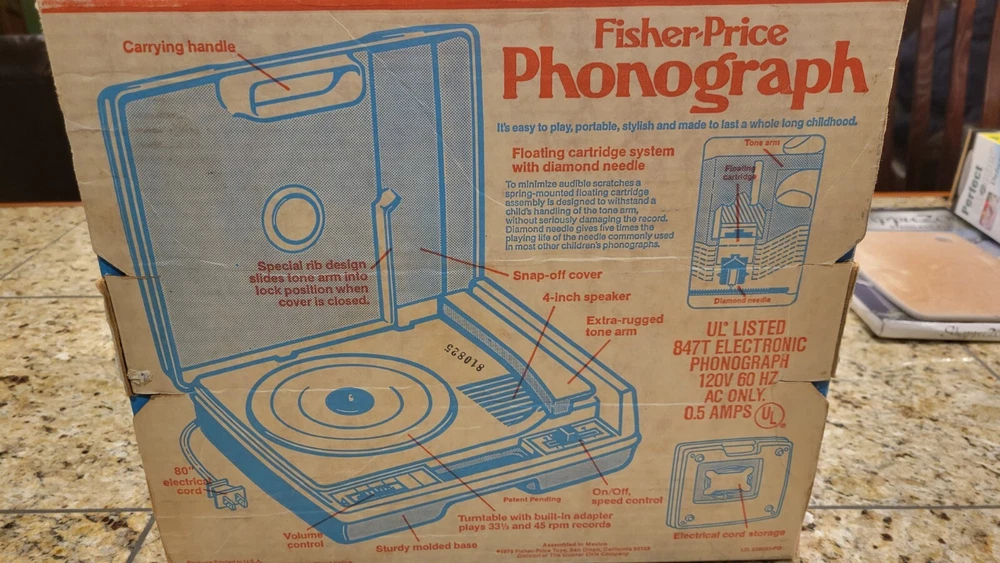 Fisher-Price
Phonograph
It's easy to play, portable, stylish and made to last a whole long childhood.
Carrying handle
Floating cartridge system
with diamond needle
To minimize audible scratches a
spring-mounted floating cartridge
assembly is designed to withstand a
child's handling of the tone arm,
without seriously damaging the record.
Diamond needle gives five times the
playing life of the needle commonly used
in most other children's phonographs.
Tone arm
Floating
cartridge
Diamond needle
Special rib design
slides tone arm into
lock position when
cover is closed.
Snap-off cover
4-inch speaker
Extra-rugged
tone arm
810825
UL® LISTED
847T ELECTRONIC
PHONOGRAPH
120V 60 HZ
AC ONLY.
0.5 AMPS UL
80"
electrical
cord
Volume
control
Sturdy molded base
Turntable with built-in adapter
plays 33⅓ and 45 rpm records
Patent Pending
On/Off,
speed control
Electrical cord storage
Assembled in Mexico
Perfect